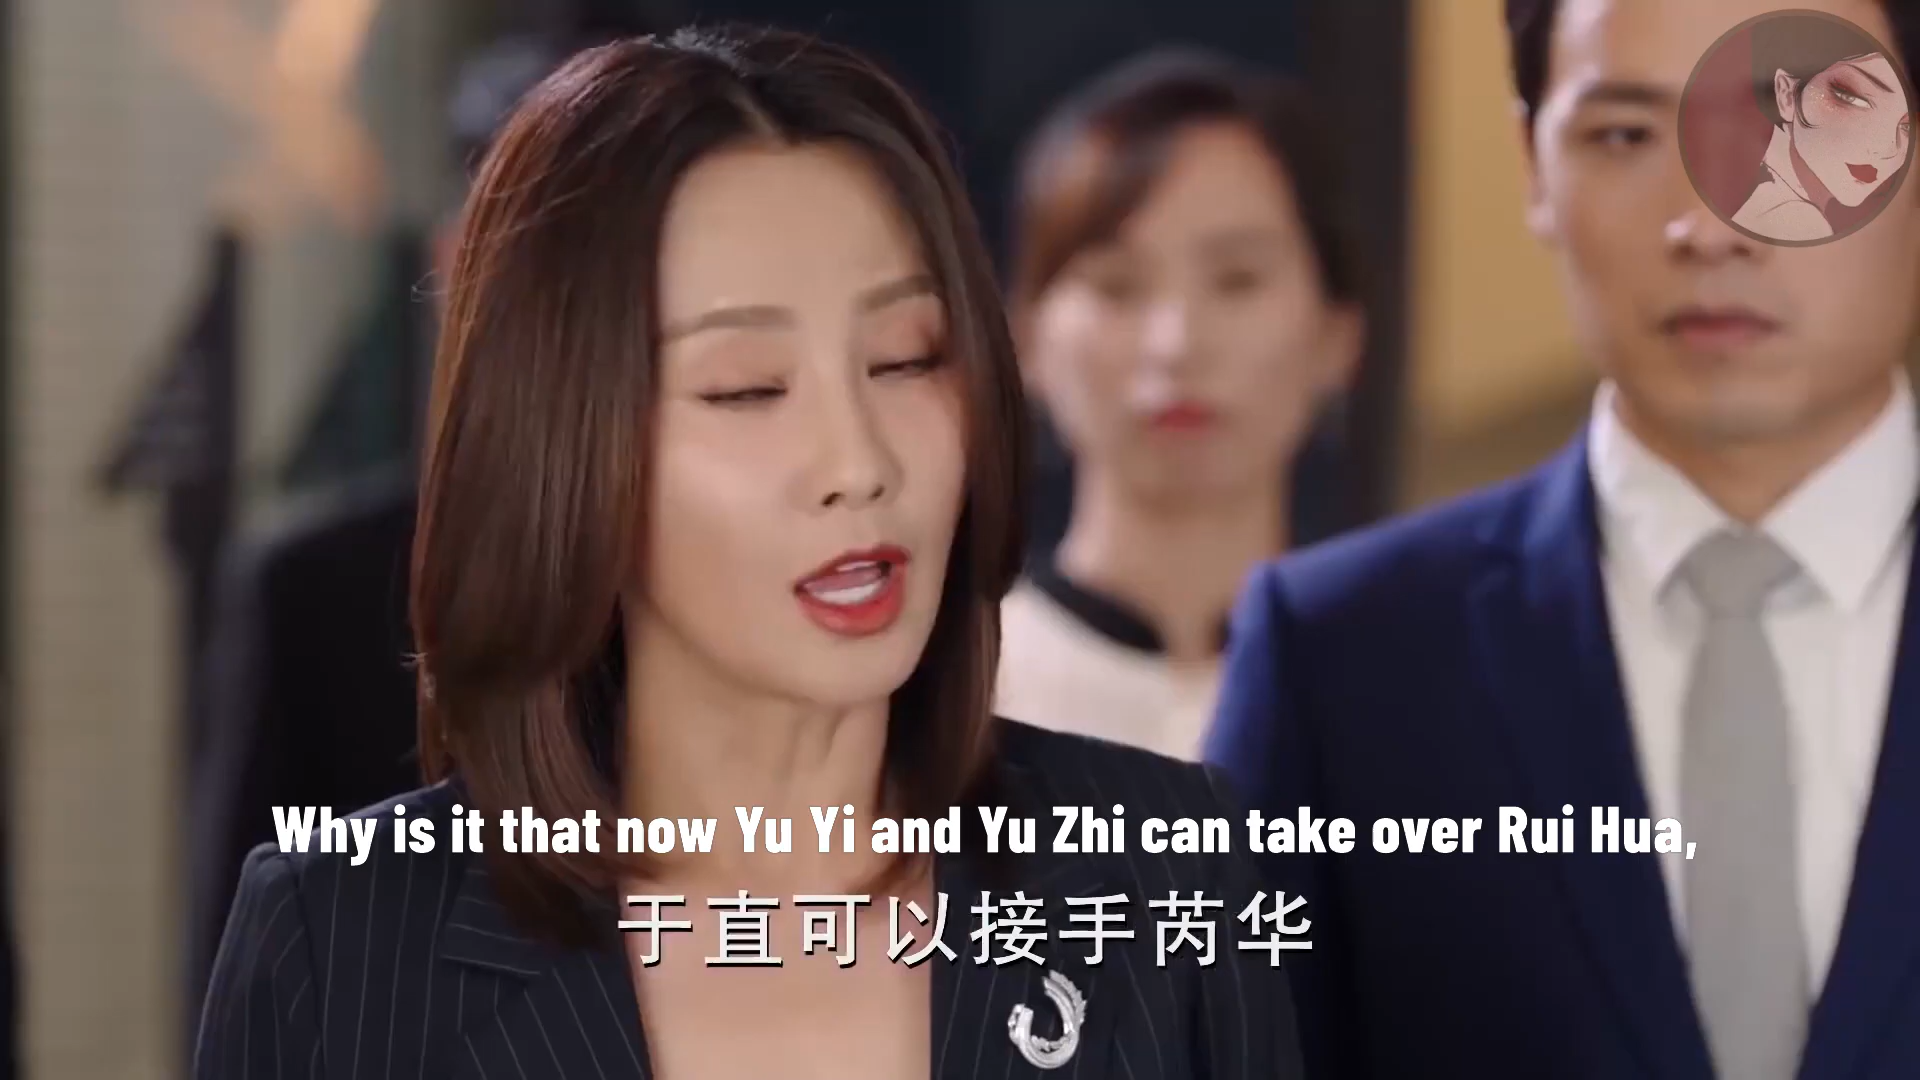 Why is it that now Yu Yi and Yu Zhi can take over Rui Hua,
于直可以接手芮华